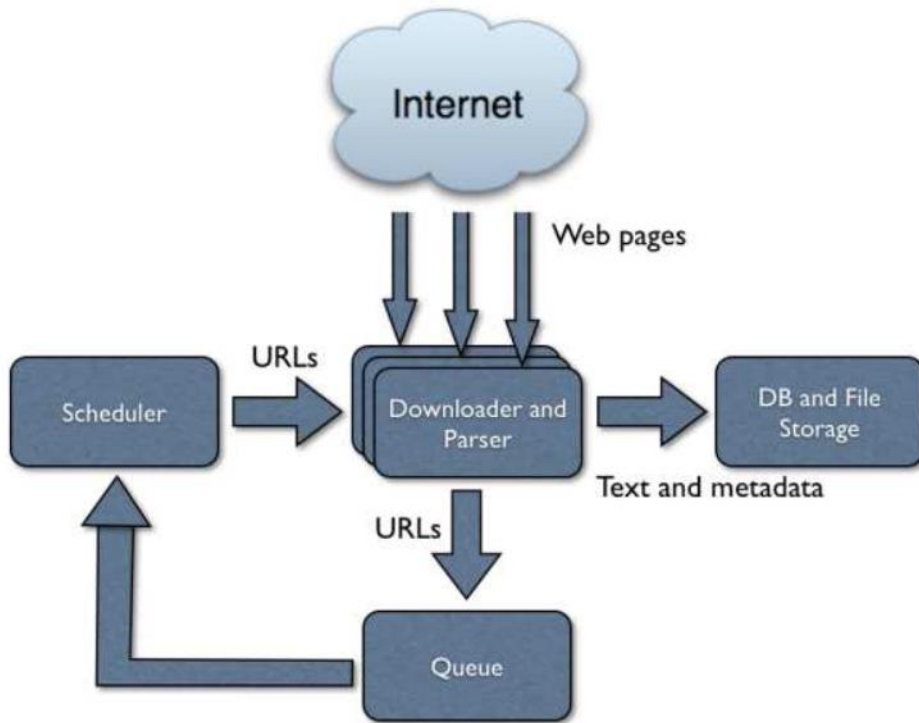 Internet
Web pages
URLs
Scheduler
Downloader and
Parser
DB and File
Storage
Text and metadata
URLs
Queue